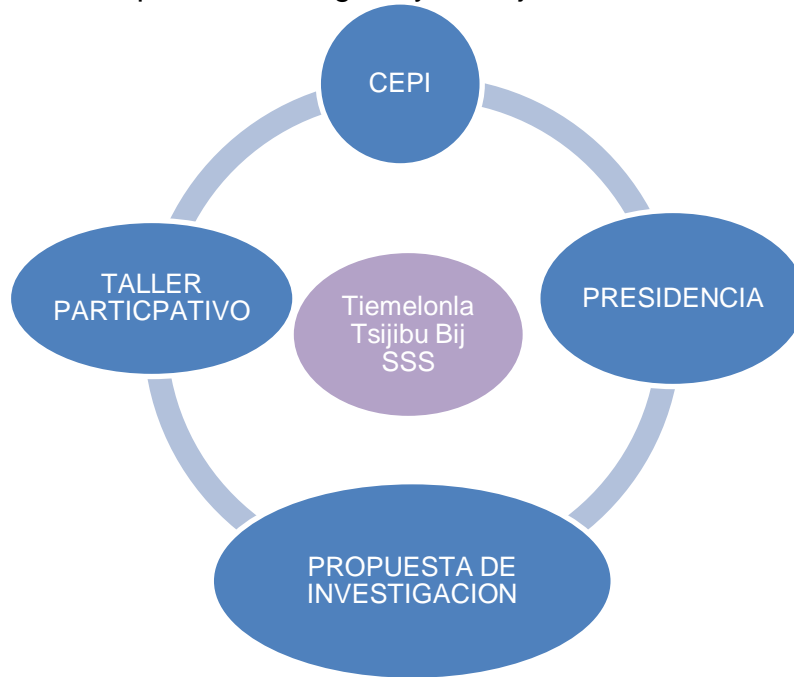 CEPI
TALLER
PARTICPATIVO
Tiemelonla
Tsijibu Bij
SSS
PRESIDENCIA
PROPUESTA DE
INVESTIGACION